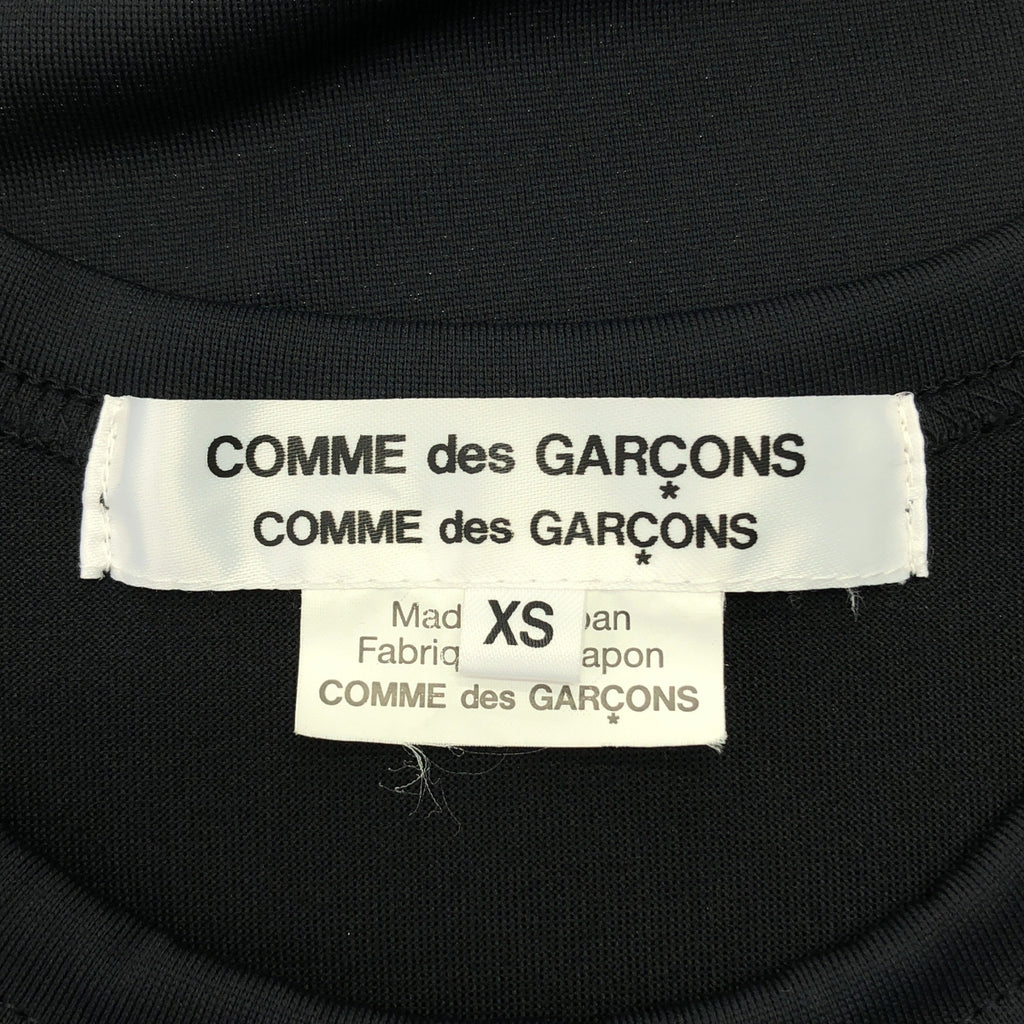 COMME des GARÇONS
*
COMME des GARÇONS
*
Mad XS pan
Fabriq apon
COMME des GARÇONS
*